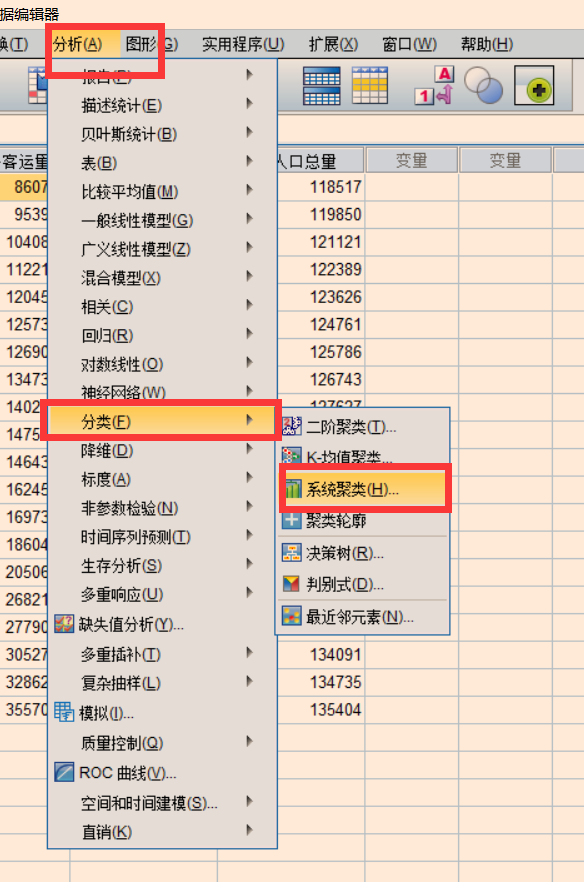 据编辑器
换(T) 分析(A) 图形(G) 实用程序(U) 扩展(X) 窗口(W) 帮助(H)
A
1
客运量 人口总量 变量 变量
报告(P)
描述统计(E)
贝叶斯统计(B)
表(B)
比较平均值(M)
一般线性模型(G)
广义线性模型(Z)
混合模型(X)
相关(C)
回归(R)
对数线性(O)
神经网络(W)
分类(F)
降维(D)
标度(A)
非参数检验(N)
时间序列预测(T)
生存分析(S)
多重响应(U)
缺失值分析(Y)...
多重插补(T)
复杂抽样(L)
模拟(I)...
质量控制(Q)
ROC 曲线(V)...
空间和时间建模(S)...
直销(K)
二阶聚类(T)...
K-均值聚类...
系统聚类(H)...
聚类轮廓
决策树(R)...
判别式(D)...
最近邻元素(N)...
8607
9539
10408
11221
12045
12573
12690
13473
1402
1475
14643
16245
16973
18604
20506
26821
27790
30527
32862
35570
118517
119850
121121
122389
123626
124761
125786
126743
127627
134091
134735
135404